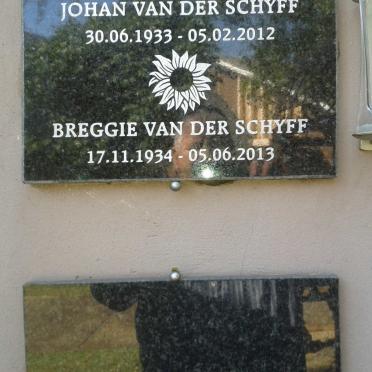 JOHAN VAN DER SCHYFF
30.06.1933 - 05.02.2012
BREGGIE VAN DER SCHYFF
17.11.1934 - 05.06.2013